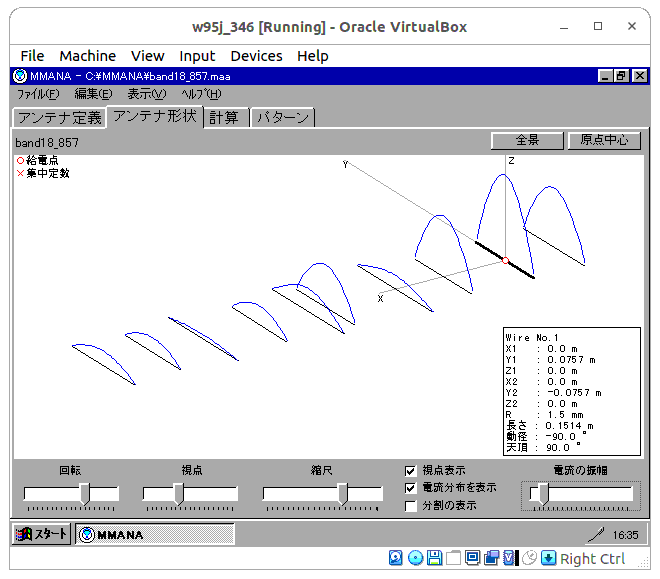 w95j_346 [Running] - Oracle VirtualBox
File Machine View Input Devices Help
MMANA - C:¥MMANA¥band18_857.maa
ファイル(F) 編集(E) 表示(V) ヘルプ(H)
アンテナ定義 アンテナ形状 計算 パターン
band18_857 全景 原点中心
○給電点
×集中定数
Y
Z
X
Wire No.1
X1 : 0.0 m
Y1 : 0.0757 m
Z1 : 0.0 m
X2 : 0.0 m
Y2 : -0.0757 m
Z2 : 0.0 m
R : 1.5 mm
長さ : 0.1514 m
動径 : -90.0 °
天頂 : 90.0 °
回転 視点 縮尺 視点表示 電流の振幅
電流分布を表示
分割の表示
スタート MMANA 16:35
Right Ctrl